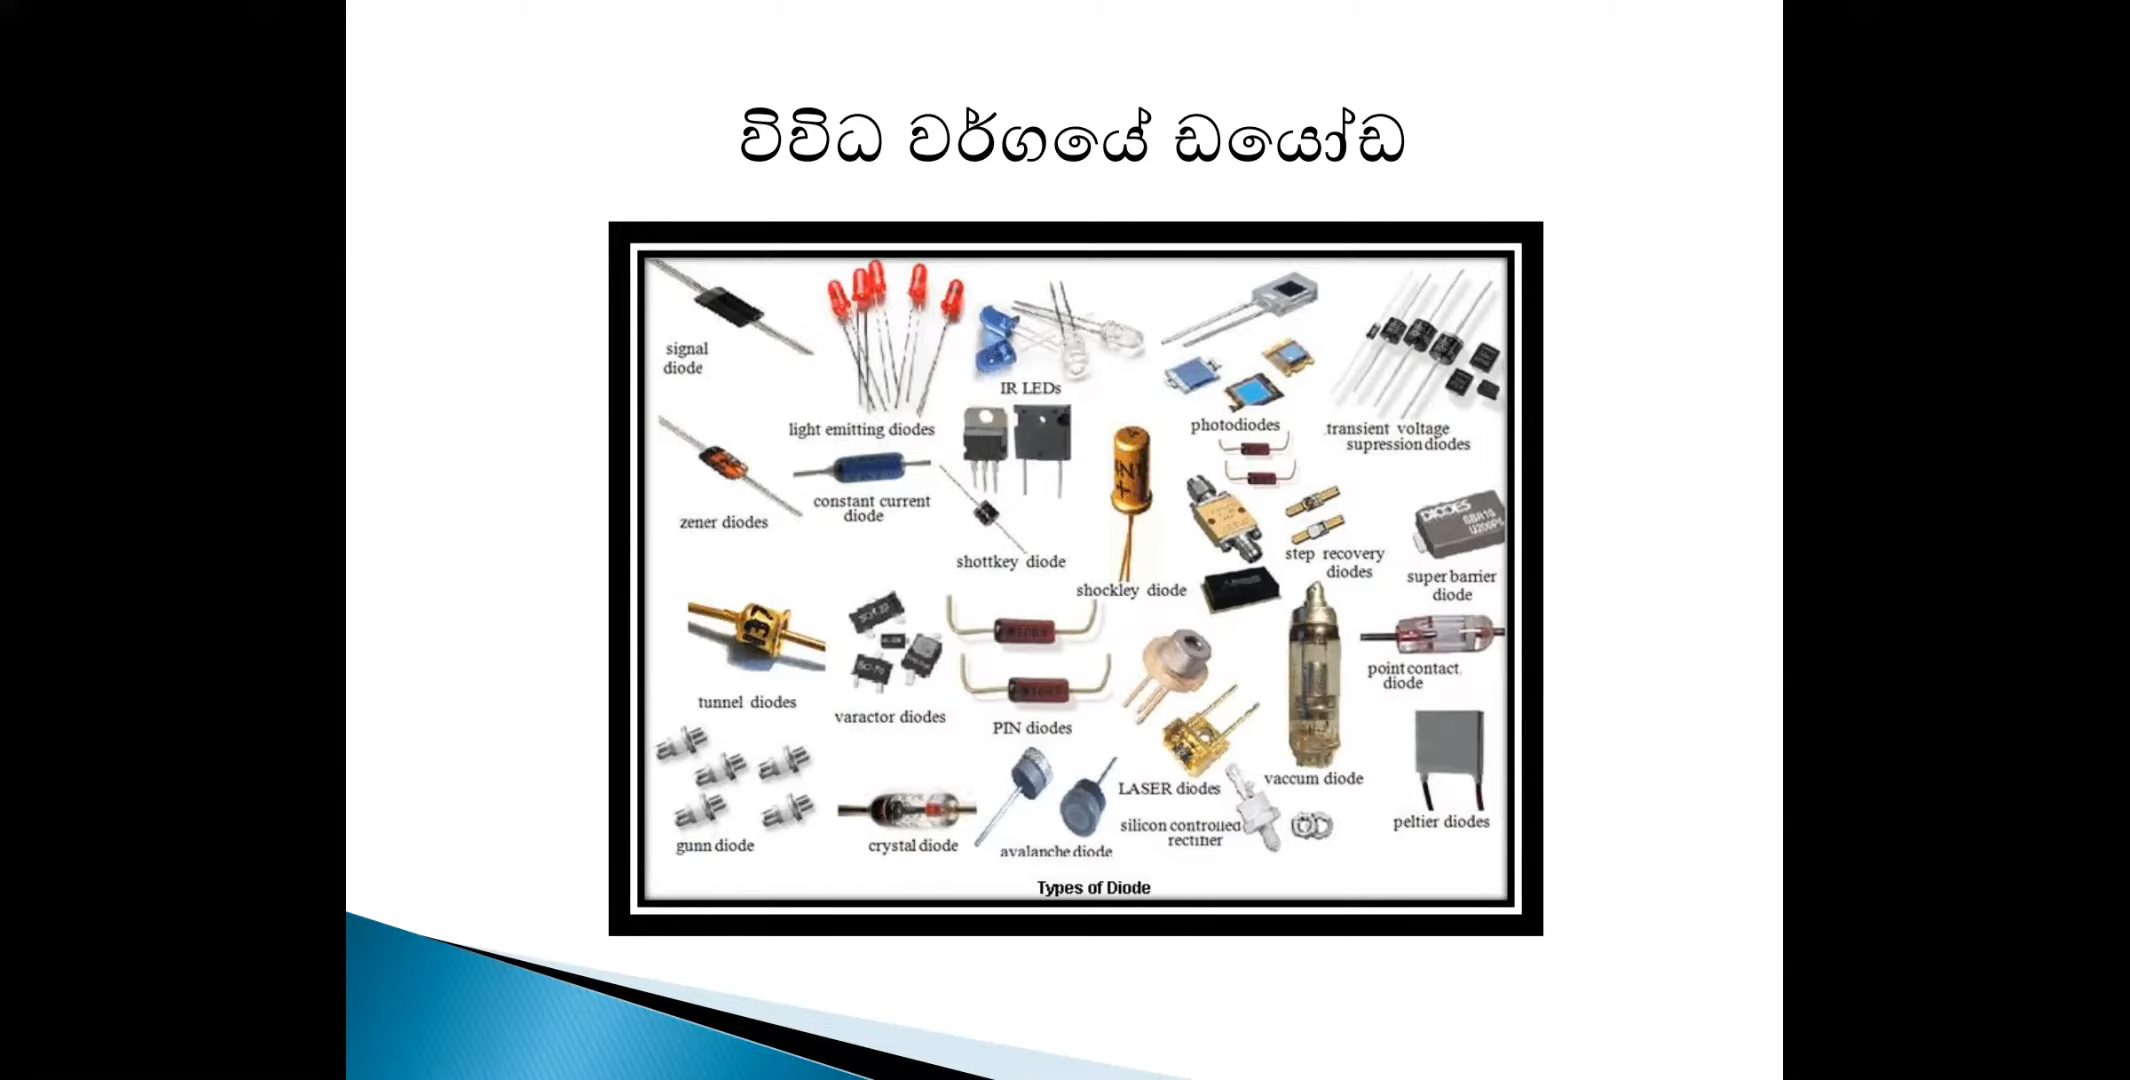 විවිධ වර්ගයේ ඩයෝඩ
signal
diode
light emitting diodes
IR LEDs
photodiodes
transient voltage
supression diodes
zener diodes
constant current
diode
shottkey diode
shockley diode
step recovery
diodes
DIODES
SBR10
U200P5
super barrier
diode
tunnel diodes
varactor diodes
PIN diodes
LASER diodes
vaccum diode
point contact
diode
gunn diode
crystal diode
avalanche diode
silicon controlled
rectifier
peltier diodes
Types of Diode